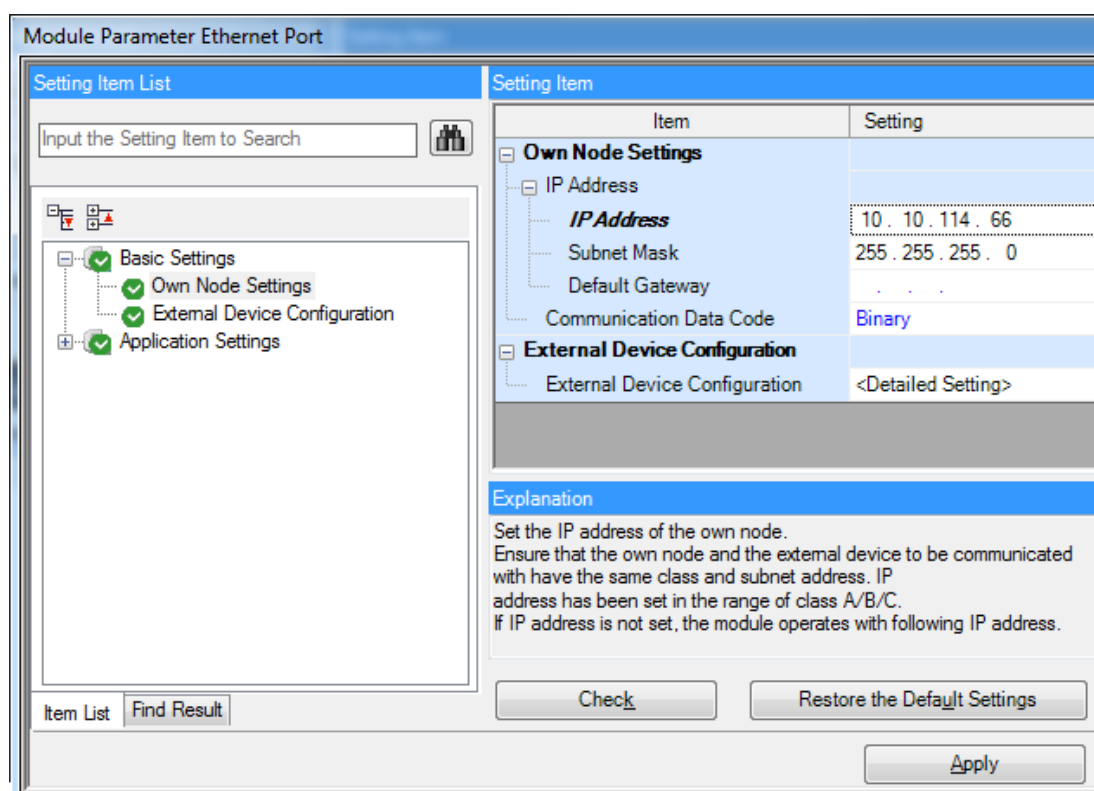 Module Parameter Ethernet Port
Setting Item List
Input the Setting Item to Search
Basic Settings
Own Node Settings
External Device Configuration
Application Settings
Item List
Find Result
Setting Item
Item Setting
Own Node Settings
IP Address
IP Address 10 . 10 . 114 . 66
Subnet Mask 255 . 255 . 255 . 0
Default Gateway . . .
Communication Data Code Binary
External Device Configuration
External Device Configuration <Detailed Setting>
Explanation
Set the IP address of the own node.
Ensure that the own node and the external device to be communicated
with have the same class and subnet address. IP
address has been set in the range of class A/B/C.
If IP address is not set, the module operates with following IP address.
Check
Restore the Default Settings
Apply